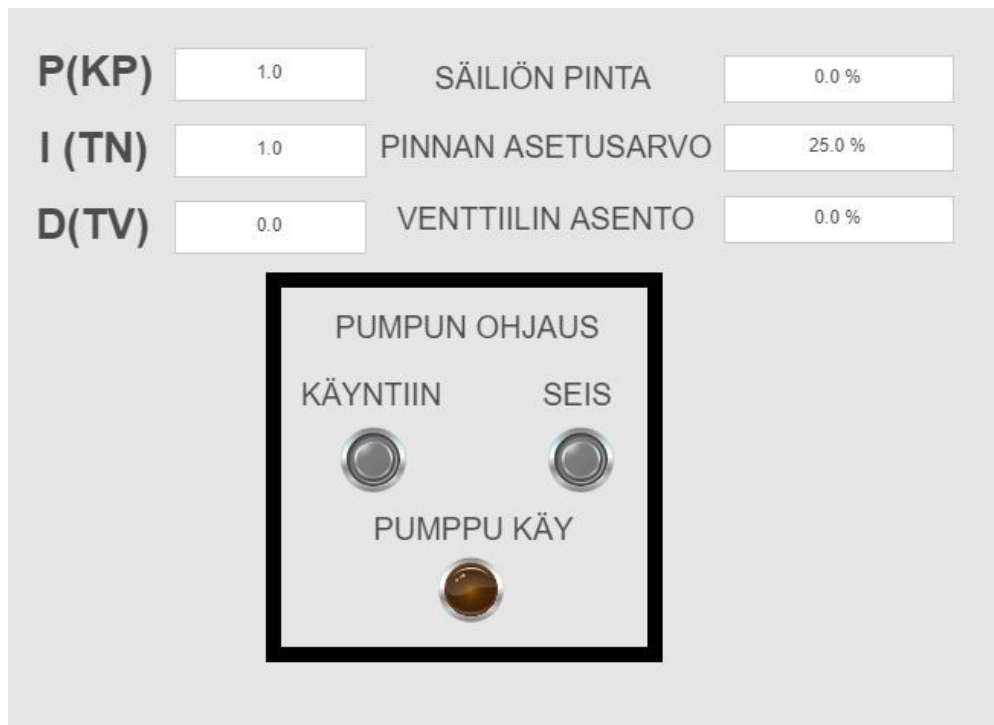 P(KP) 1.0 SÄILIÖN PINTA 0.0 %
I (TN) 1.0 PINNAN ASETUSARVO 25.0 %
D(TV) 0.0 VENTTIILIN ASENTO 0.0 %
PUMPUN OHJAUS
KÄYNTIIN SEIS
PUMPPU KÄY